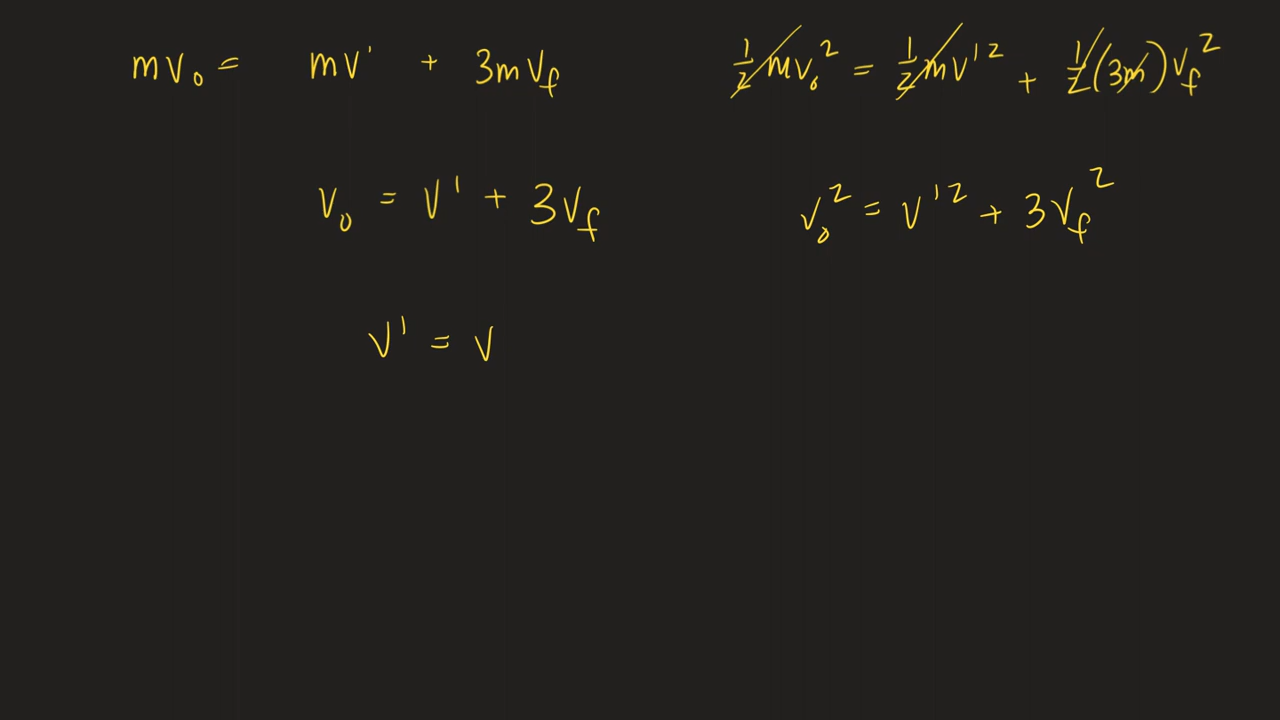 mv₀ = mv' + 3mv_f
½mv₀² = ½mv'² + ½(3m)v_f²
v₀ = v' + 3v_f
v₀² = v'² + 3v_f²
v' = v